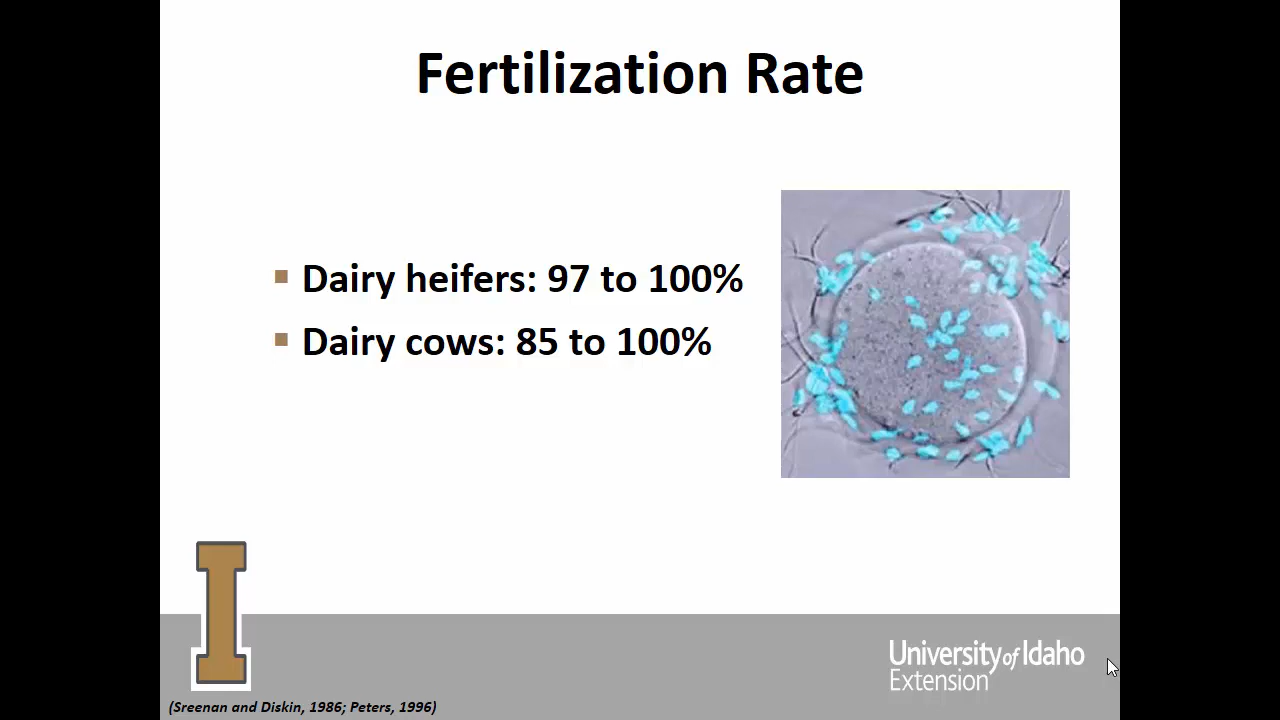 Fertilization Rate
Dairy heifers: 97 to 100%
Dairy cows: 85 to 100%
I
University of Idaho
Extension
(Sreenan and Diskin, 1986; Peters, 1996)